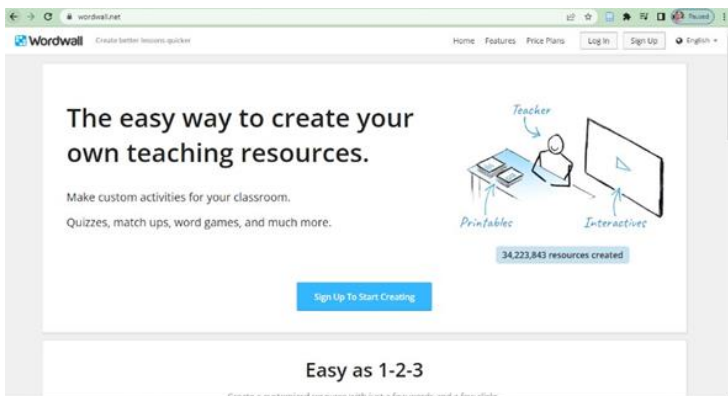 wordwall.net
Paused
Wordwall Create better lessons quicker Home Features Price Plans Log In Sign Up English
The easy way to create your
own teaching resources.
Make custom activities for your classroom.
Quizzes, match ups, word games, and much more.
Teacher
Printables Interactives
34,223,843 resources created
Sign Up To Start Creating
Easy as 1-2-3